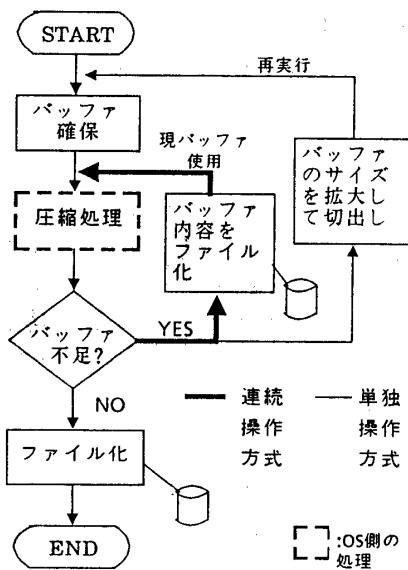 START
再実行
バッファ
確保
現バッファ
使用
バッファ
のサイズ
を拡大し
て切出し
圧縮処理
バッファ
内容を
ファイル
化
バッファ
不足?
YES
NO
連続
操作
方式
単独
操作
方式
ファイル化
END
:OS側の
処理